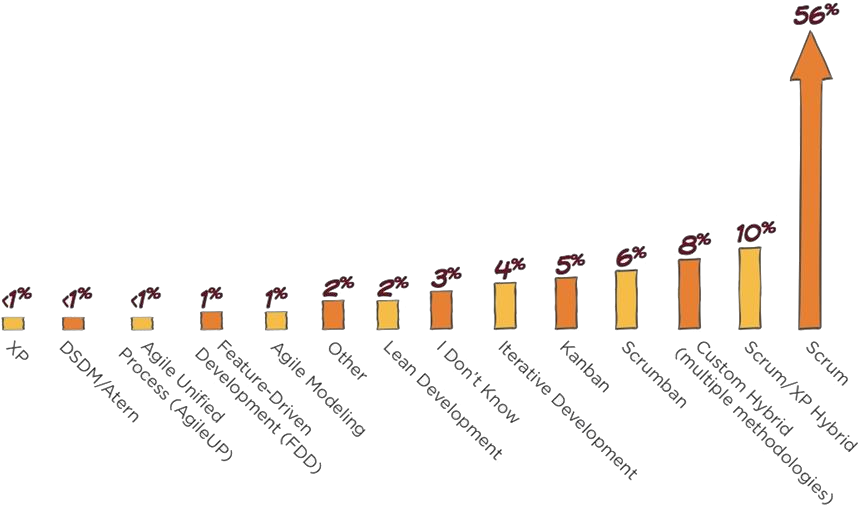 56%
10%
8%
6%
5%
4%
3%
2%
2%
1%
1%
<1%
<1%
<1%
XP
DSDM/Atern
Agile Unified
Process (AgileUP)
Feature-Driven
Development (FDD)
Agile Modeling
Other
Lean Development
I Don't Know
Iterative Development
Kanban
Scrumban
Custom Hybrid
(multiple methodologies)
Scrum/XP Hybrid
Scrum